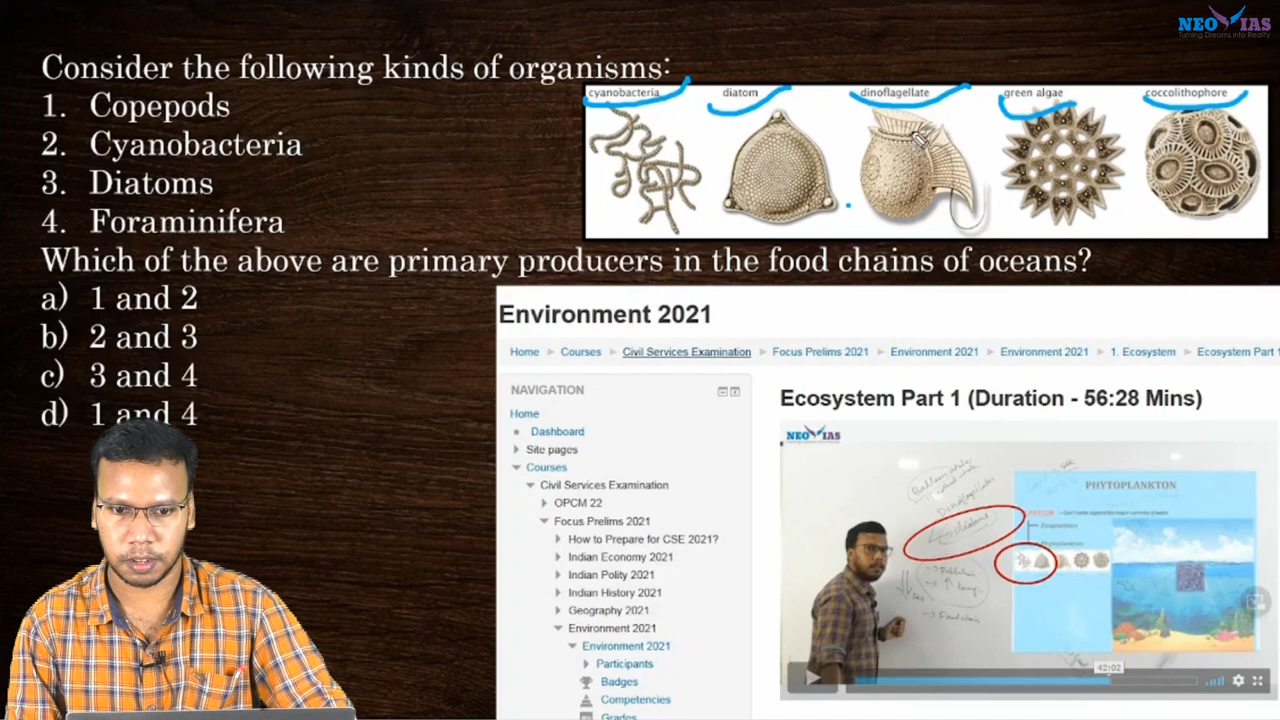 NEO IAS
Turning Dreams into Reality
Consider the following kinds of organisms:
1. Copepods
2. Cyanobacteria
3. Diatoms
4. Foraminifera
cyanobacteria diatom dinoflagellate green algae coccolithophore
Which of the above are primary producers in the food chains of oceans?
a) 1 and 2
b) 2 and 3
c) 3 and 4
d) 1 and 4
Environment 2021
Home Courses Civil Services Examination Focus Prelims 2021 Environment 2021 Environment 2021 1. Ecosystem Ecosystem Part 1
NAVIGATION
Home
Dashboard
Site pages
Courses
Civil Services Examination
OPCM 22
Focus Prelims 2021
How to Prepare for CSE 2021?
Indian Economy 2021
Indian Polity 2021
Indian History 2021
Geography 2021
Environment 2021
Environment 2021
Participants
Badges
Competencies
Grades
Ecosystem Part 1 (Duration - 56:28 Mins)
NEO IAS
PHYTOPLANKTON
Zooplankton
Phytoplankton
42:02